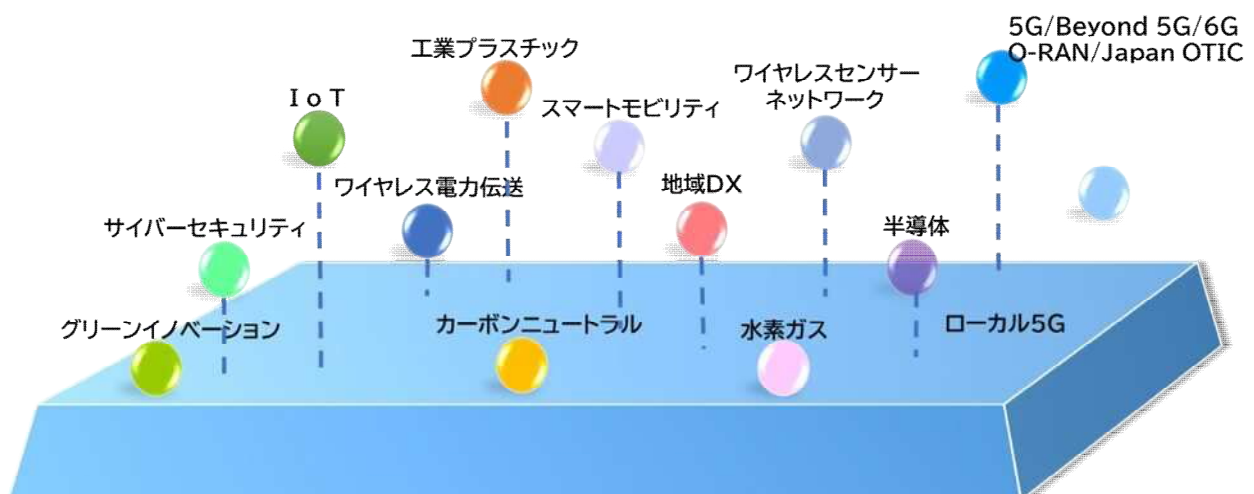 5G/Beyond 5G/6G
O-RAN/Japan OTIC
工業プラスチック
ワイヤレスセンサー
ネットワーク
IoT
スマートモビリティ
ワイヤレス電力伝送
地域DX
サイバーセキュリティ
半導体
グリーンイノベーション
カーボンニュートラル
水素ガス
ローカル5G